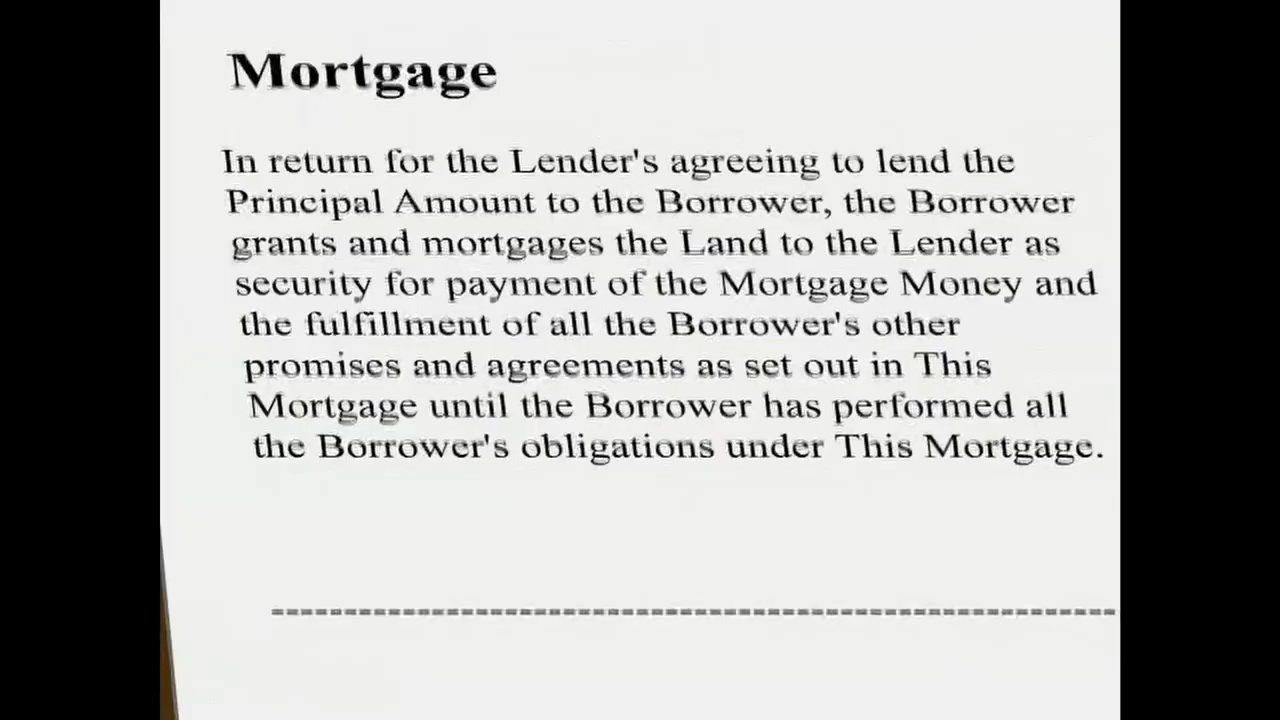 Mortgage
In return for the Lender's agreeing to lend the
Principal Amount to the Borrower, the Borrower
grants and mortgages the Land to the Lender as
security for payment of the Mortgage Money and
the fulfillment of all the Borrower's other
promises and agreements as set out in This
Mortgage until the Borrower has performed all
the Borrower's obligations under This Mortgage.